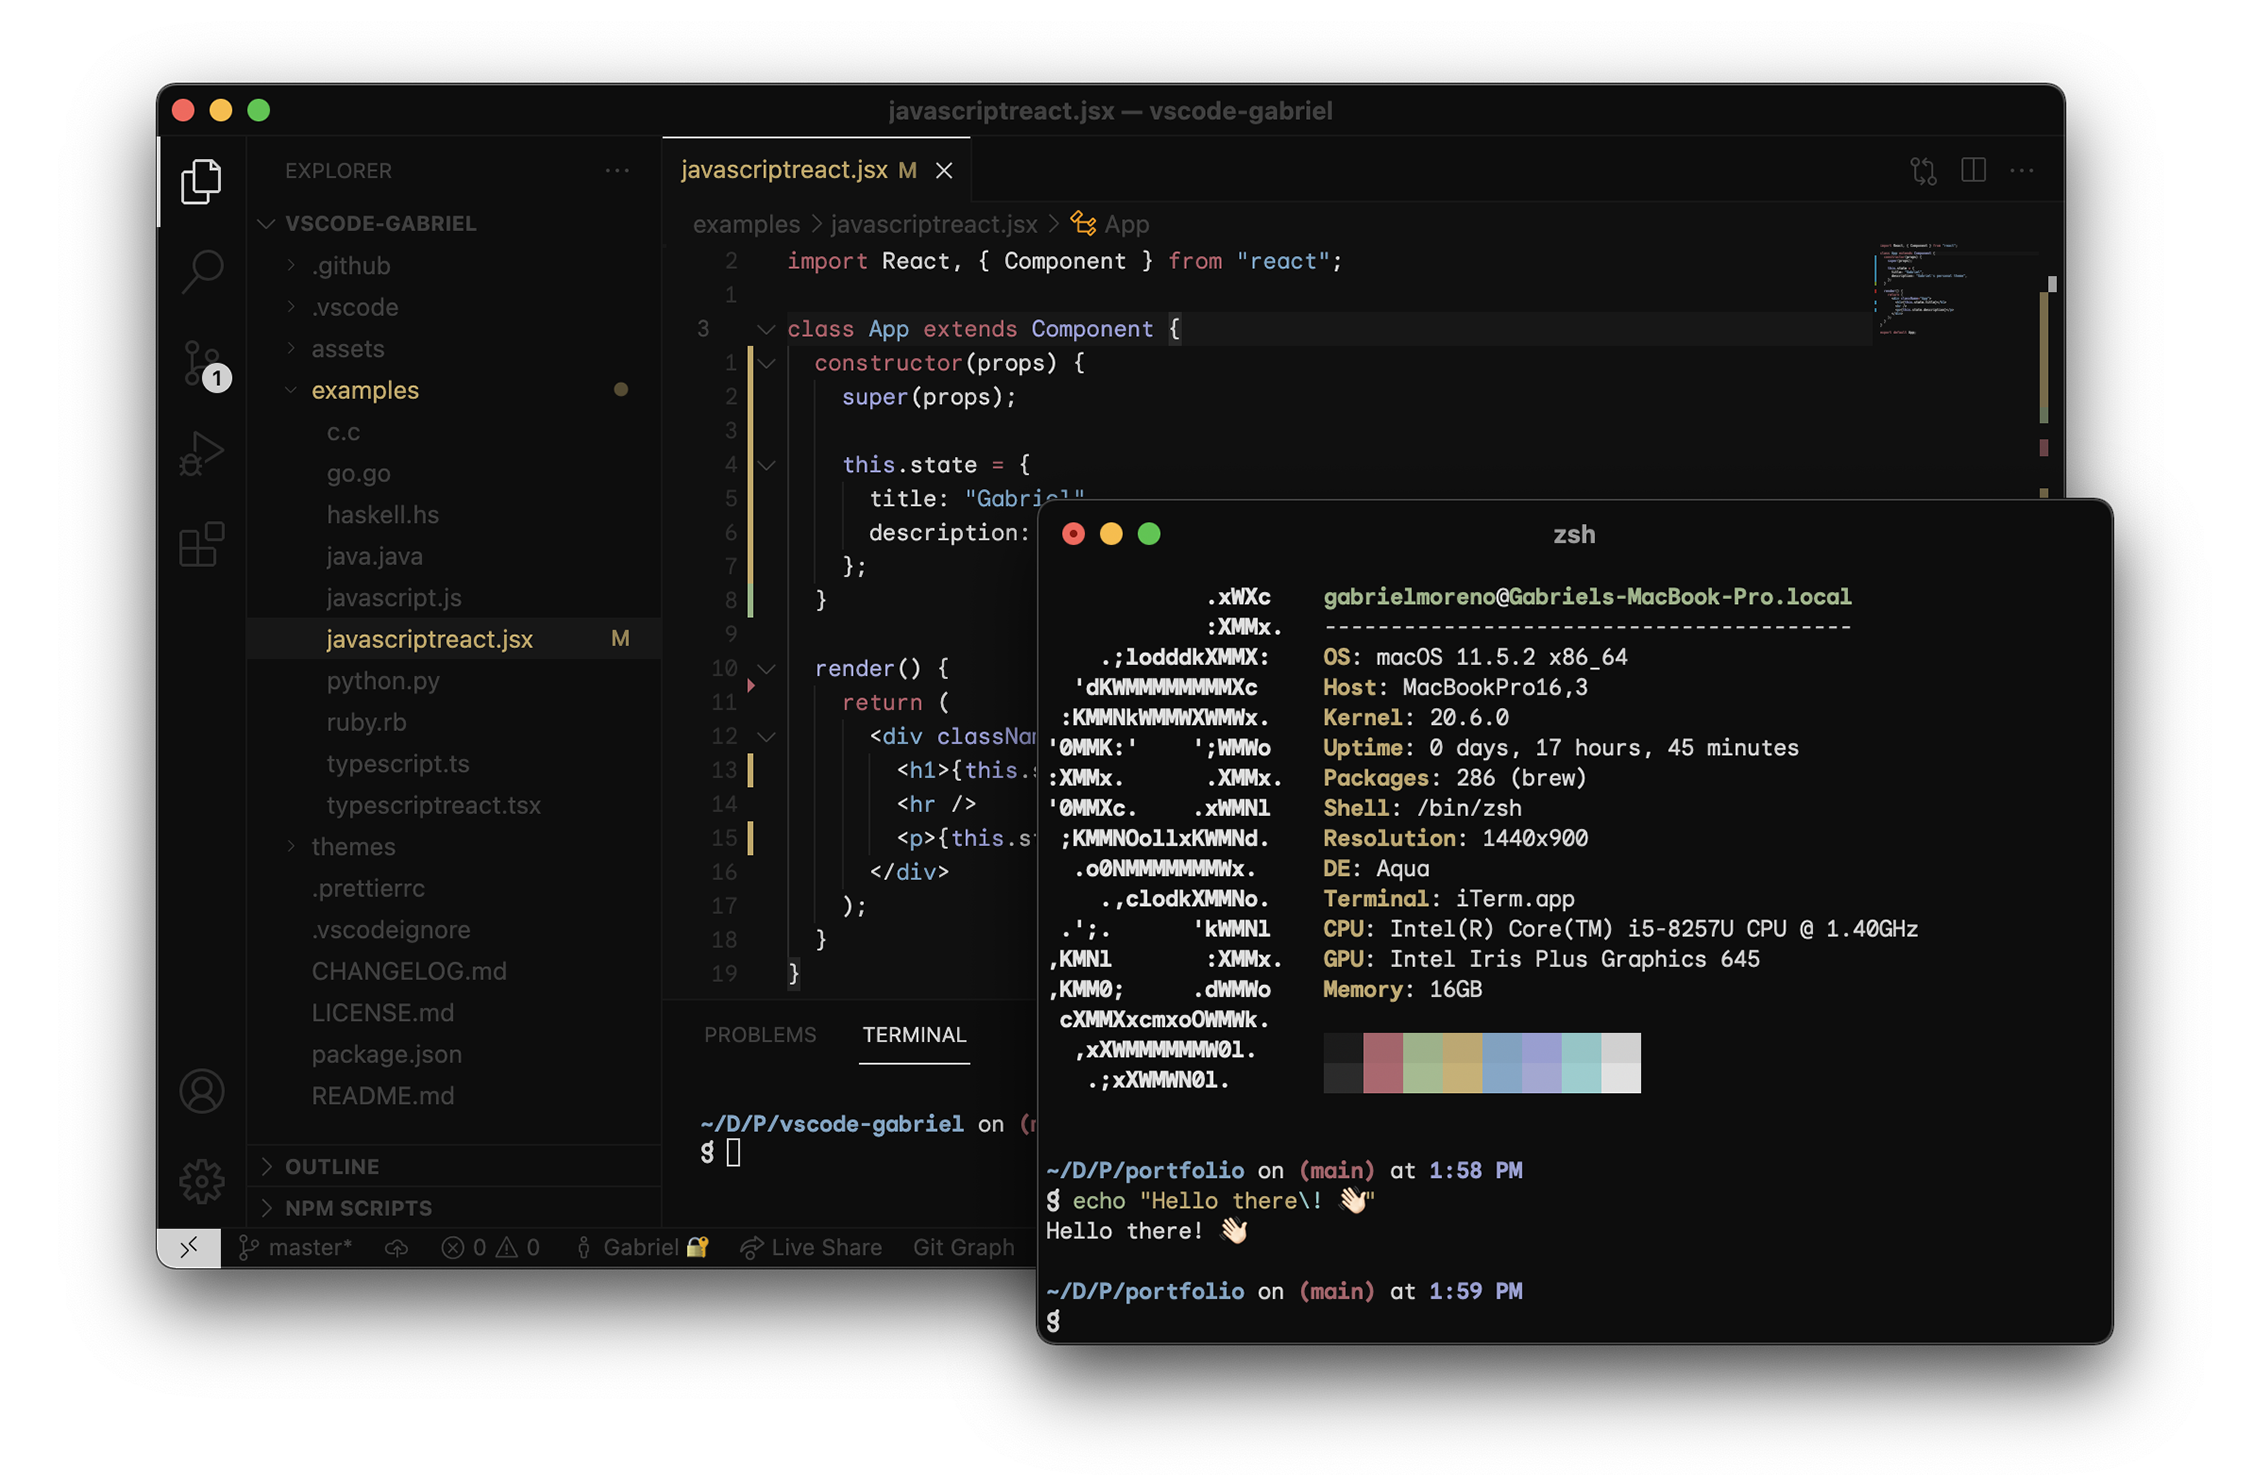 javascriptreact.jsx — vscode-gabriel
EXPLORER
VSCODE-GABRIEL
.github
.vscode
assets
examples
c.c
go.go
haskell.hs
java.java
javascript.js
javascriptreact.jsx M
python.py
ruby.rb
typescript.ts
typescriptreact.tsx
themes
.prettierrc
.vscodeignore
CHANGELOG.md
LICENSE.md
package.json
README.md
OUTLINE
NPM SCRIPTS
1
javascriptreact.jsx M
examples > javascriptreact.jsx > App
2 import React, { Component } from "react";
1
3 class App extends Component {
1 constructor(props) {
2 super(props);
3
4 this.state = {
5 title: "Gabriel"
6 description:
7 };
8 }
9
10 render() {
11 return (
12 <div classNa
13 <h1>{this.s
14 <hr />
15 <p>{this.s
16 </div>
17 );
18 }
19 }
PROBLEMS TERMINAL
~/D/P/vscode-gabriel on (
g
master* 0 0 Gabriel 🔐 Live Share Git Graph
zsh
.xWXc gabrielmoreno@Gabriels-MacBook-Pro.local
:XMMx. ----------------------------------------
.;lodddkXMMX: OS: macOS 11.5.2 x86_64
'dKWMMMMMMMMXc Host: MacBookPro16,3
:KMMNkWMMWXWMWx. Kernel: 20.6.0
'0MMK:' ';WMWo Uptime: 0 days, 17 hours, 45 minutes
:XMMx. .XMMx. Packages: 286 (brew)
'0MMXc. .xWMNl Shell: /bin/zsh
;KMMNOollxKWMNd. Resolution: 1440x900
.o0NMMMMMMMWx. DE: Aqua
.,clodkXMMNo. Terminal: iTerm.app
.';. 'kWMNl CPU: Intel(R) Core(TM) i5-8257U CPU @ 1.40GHz
,KMNl :XMMx. GPU: Intel Iris Plus Graphics 645
,KMM0; .dWMWo Memory: 16GB
cXMMXxcmxoOWMWk.
,xXWMMMMMMW0l.
.;xXWMWN0l.
~/D/P/portfolio on (main) at 1:58 PM
g echo "Hello there\! 👋🏻"
Hello there! 👋🏻
~/D/P/portfolio on (main) at 1:59 PM
g